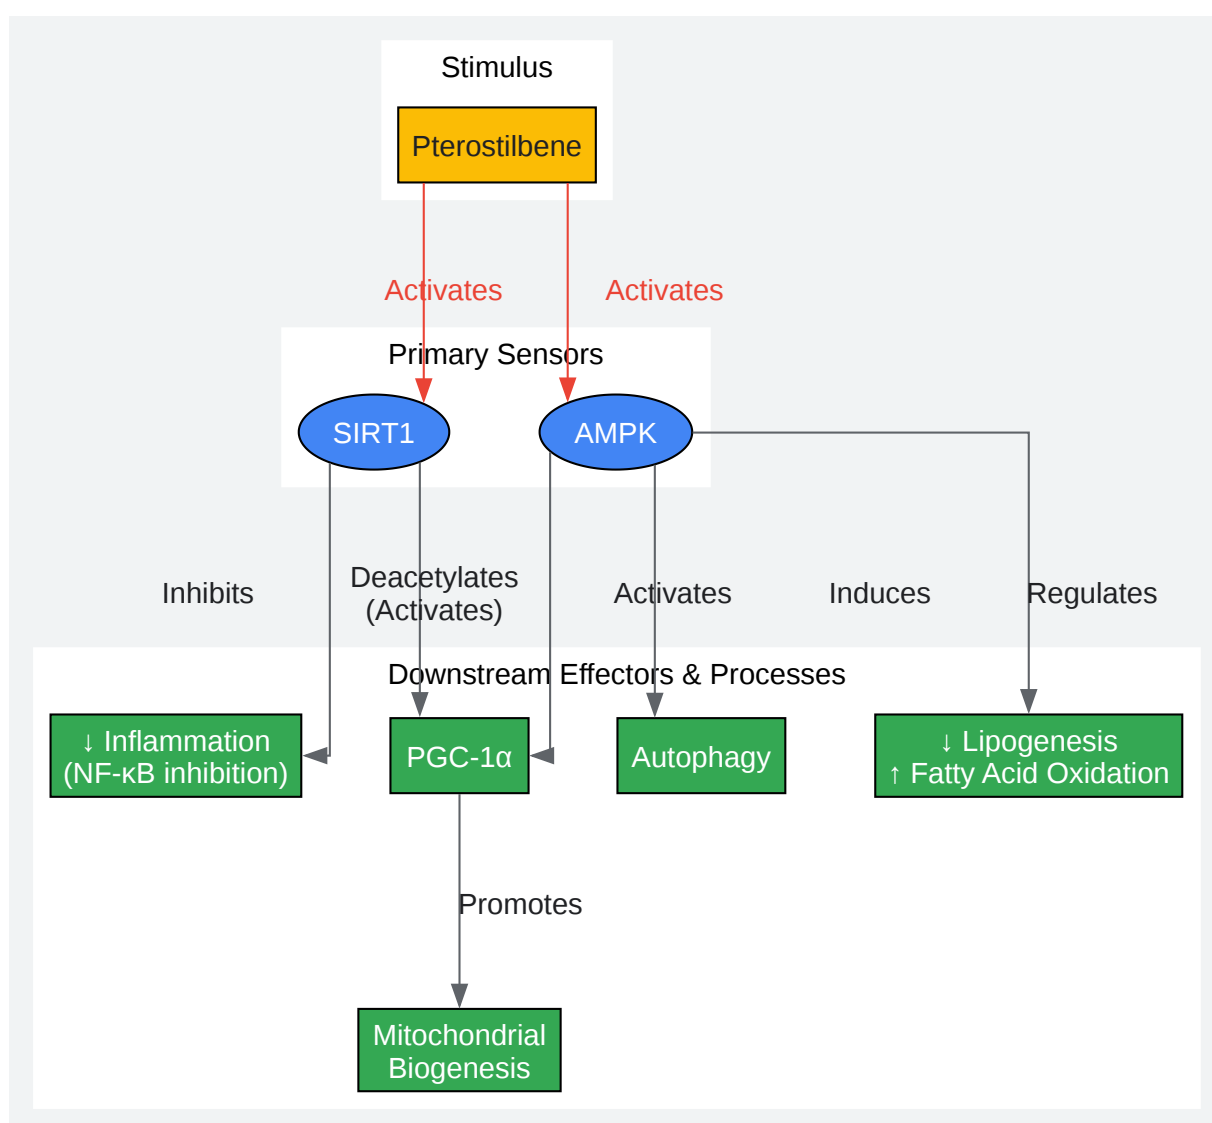 Stimulus
Pterostilbene
Activates
Activates
Primary Sensors
SIRT1
AMPK
Inhibits
Deacetylates
(Activates)
Activates
Induces
Regulates
Downstream Effectors & Processes
↓ Inflammation
(NF-κB inhibition)
PGC-1α
Autophagy
↓ Lipogenesis
↑ Fatty Acid Oxidation
Promotes
Mitochondrial
Biogenesis